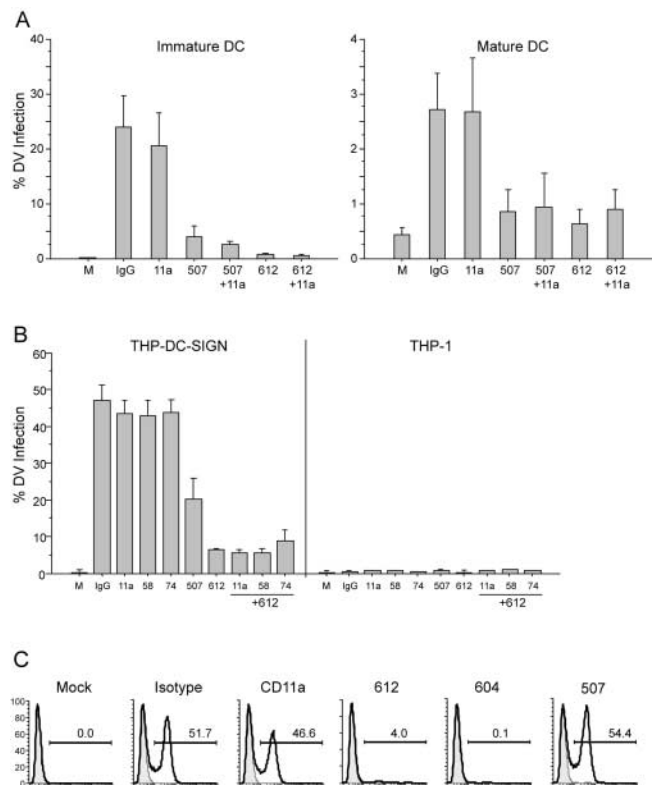 A
Immature DC
Mature DC
% DV Infection
40
30
20
10
0
4
3
2
1
0
M IgG 11a 507 507 +11a 612 612 +11a
M IgG 11a 507 507 +11a 612 612 +11a
B
THP-DC-SIGN
THP-1
% DV Infection
60
50
40
30
20
10
0
M IgG 11a 58 74 507 612 11a 58 74
+612
M IgG 11a 58 74 507 612 11a 58 74
+612
C
Mock Isotype CD11a 612 604 507
100
80
60
40
20
0
0.0 51.7 46.6 4.0 0.1 54.4